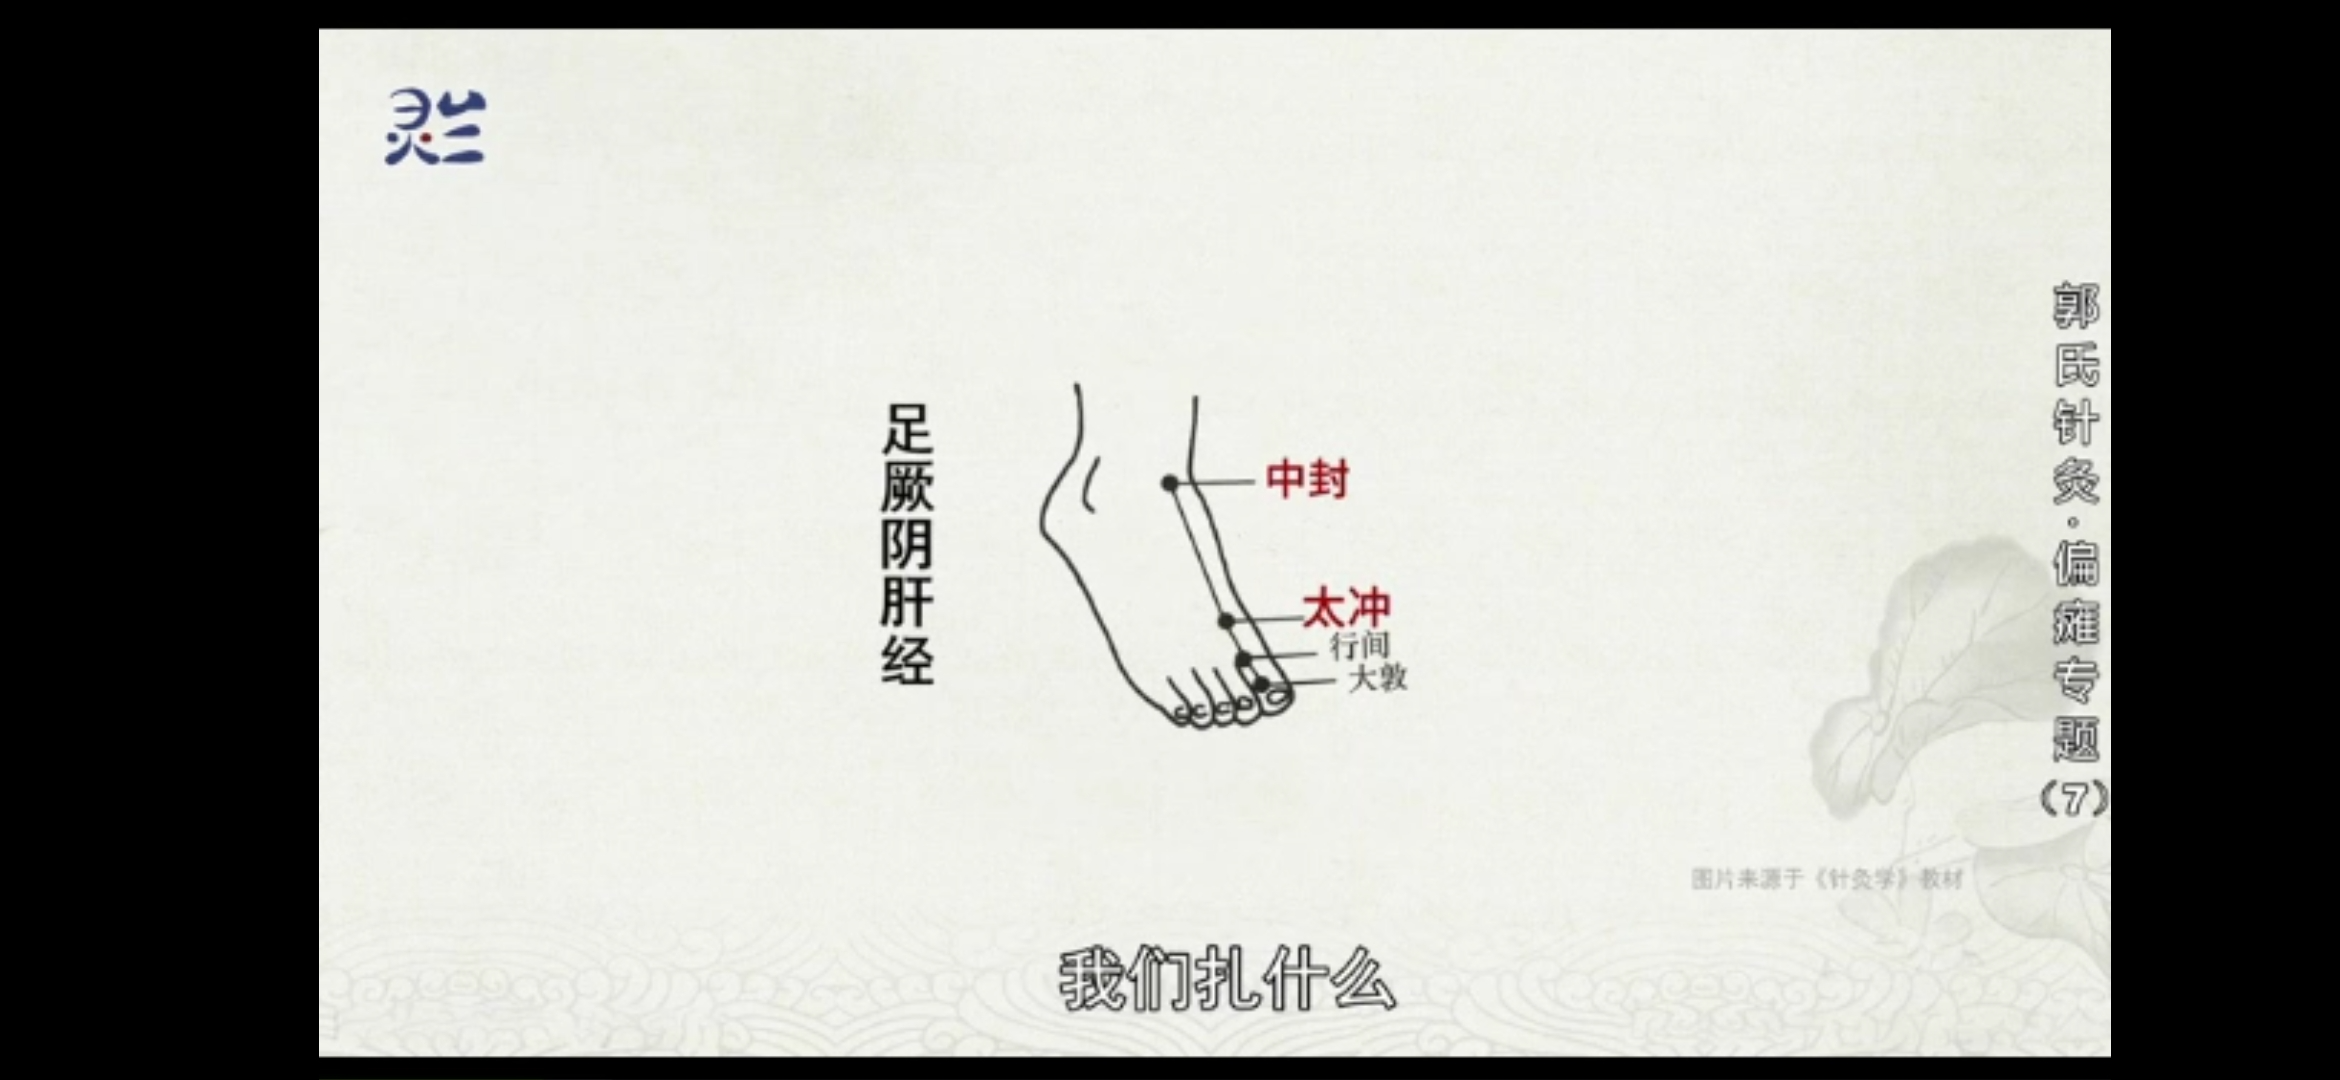 灵兰
足厥阴肝经
中封
太冲
行间
大敦
郭氏针灸·偏瘫专题(7)
图片来源于《针灸学》教材
我们扎什么